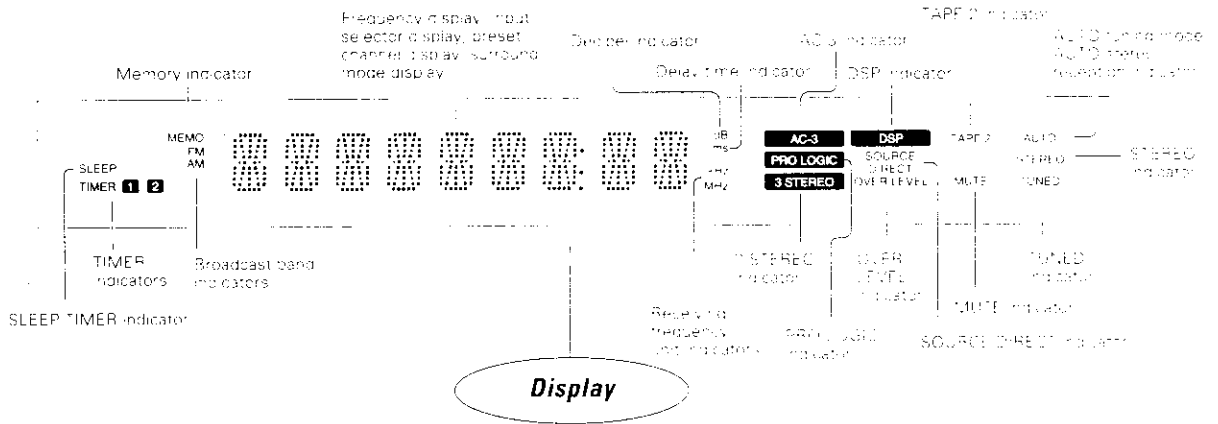 Frequency display, input
selector display, preset
channel display, surround
mode display
Decibel indicator
AC-3 indicator
TAPE 2 indicator
AUTO tuning mode
AUTO stereo
reception indicator
Memory indicator
Delay time indicator
DSP indicator
MEMO
FM
AM
SLEEP
TIMER 1 2
dB
ms
MHz
AC-3
PRO LOGIC
3 STEREO
DSP
SOURCE
DIRECT
OVER LEVEL
TAPE 2
MUTE
AUTO
STEREO
TUNED
STEREO
indicator
TIMER
indicators
Broadcast band
indicators
3 STEREO
indicator
OVER
LEVEL
indicator
TUNED
indicator
SLEEP TIMER indicator
MUTE indicator
Receiving
frequency
unit indicators
PRO LOGIC
indicator
SOURCE DIRECT indicator
Display